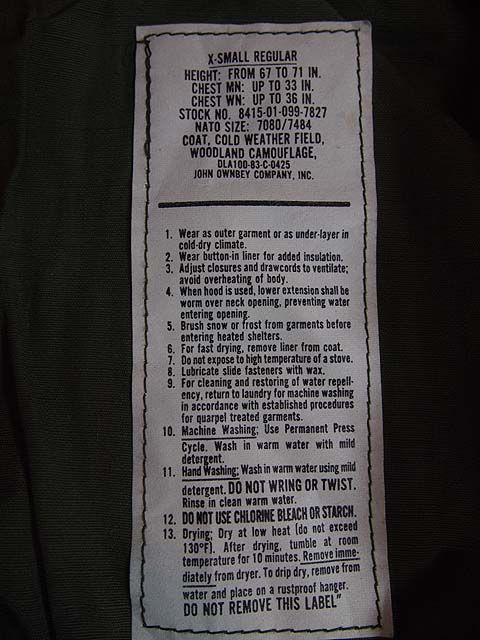 X-SMALL REGULAR
HEIGHT: FROM 67 TO 71 IN.
CHEST MN: UP TO 33 IN.
CHEST WN: UP TO 36 IN.
STOCK NO. 8415-01-099-7827
NATO SIZE: 7080/7484
COAT, COLD WEATHER FIELD,
WOODLAND CAMOUFLAGE,
DLA100-83-C-0425
JOHN OWNBEY COMPANY, INC.
1. Wear as outer garment or as under-layer in
cold-dry climate.
2. Wear button-in liner for added insulation.
3. Adjust closures and drawcords to ventilate;
avoid overheating of body.
4. When hood is used, lower extension shall be
worn over neck opening, preventing water
entering opening.
5. Brush snow or frost from garments before
entering heated shelters.
6. For fast drying, remove liner from coat.
7. Do not expose to high temperature of a stove.
8. Lubricate slide fasteners with wax.
9. For cleaning and restoring of water repell-
ency, return to laundry for machine washing
in accordance with established procedures
for quarpel treated garments.
10. Machine Washing; Use Permanent Press
Cycle. Wash in warm water with mild
detergent.
11. Hand Washing; Wash in warm water using mild
detergent. DO NOT WRING OR TWIST.
Rinse in clean warm water.
12. DO NOT USE CHLORINE BLEACH OR STARCH.
13. Drying; Dry at low heat (do not exceed
130°F). After drying, tumble at room
temperature for 10 minutes. Remove imme-
diately from dryer. To drip dry, remove from
water and place on a rustproof hanger.
DO NOT REMOVE THIS LABEL"